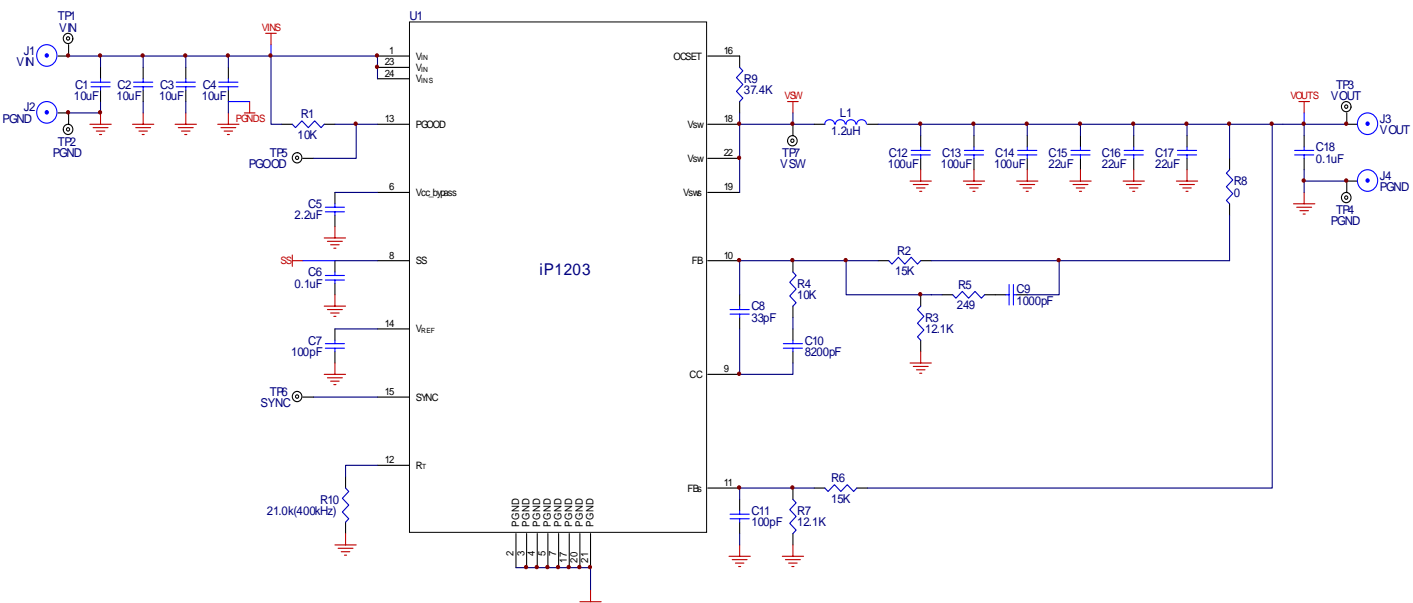 U1
iP1203
TP1
VIN
J1
VIN
J2
PGND
TP2
PGND
C1
10uF
C2
10uF
C3
10uF
C4
10uF
PGNDS
VINS
R1
10K
TP5
PGOOD
C5
2.2uF
SS
C6
0.1uF
C7
100pF
TP6
SYNC
R10
21.0k(400kHz)
1
VIN
23
VIN
24
VINS
13
PGOOD
6
Vcc_bypass
8
SS
14
VREF
15
SYNC
12
RT
PGND
PGND
PGND
PGND
PGND
PGND
PGND
PGND
2
3
4
5
7
17
20
21
OCSET
16
Vsw
18
Vsw
22
Vsws
19
FB
10
CC
9
FBs
11
R9
37.4K
VSW
TP7
VSW
L1
1.2uH
C12
100uF
C13
100uF
C14
100uF
C15
22uF
C16
22uF
C17
22uF
R8
0
VOUTS
TP3
VOUT
J3
VOUT
C18
0.1uF
J4
PGND
TP4
PGND
R2
15K
R4
10K
C8
33pF
C10
8200pF
R5
249
C9
1000pF
R3
12.1K
R6
15K
C11
100pF
R7
12.1K